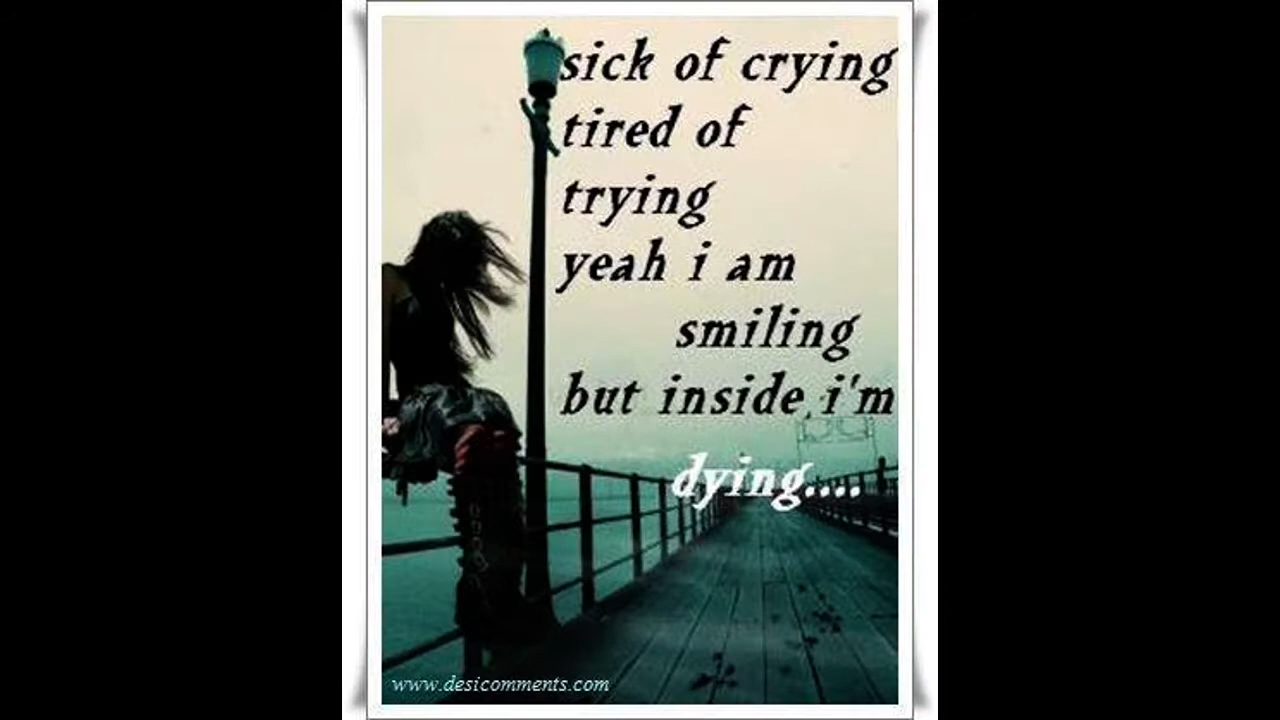 sick of crying
tired of
trying
yeah i am
smiling
but inside i'm
dying....
www.desicomments.com